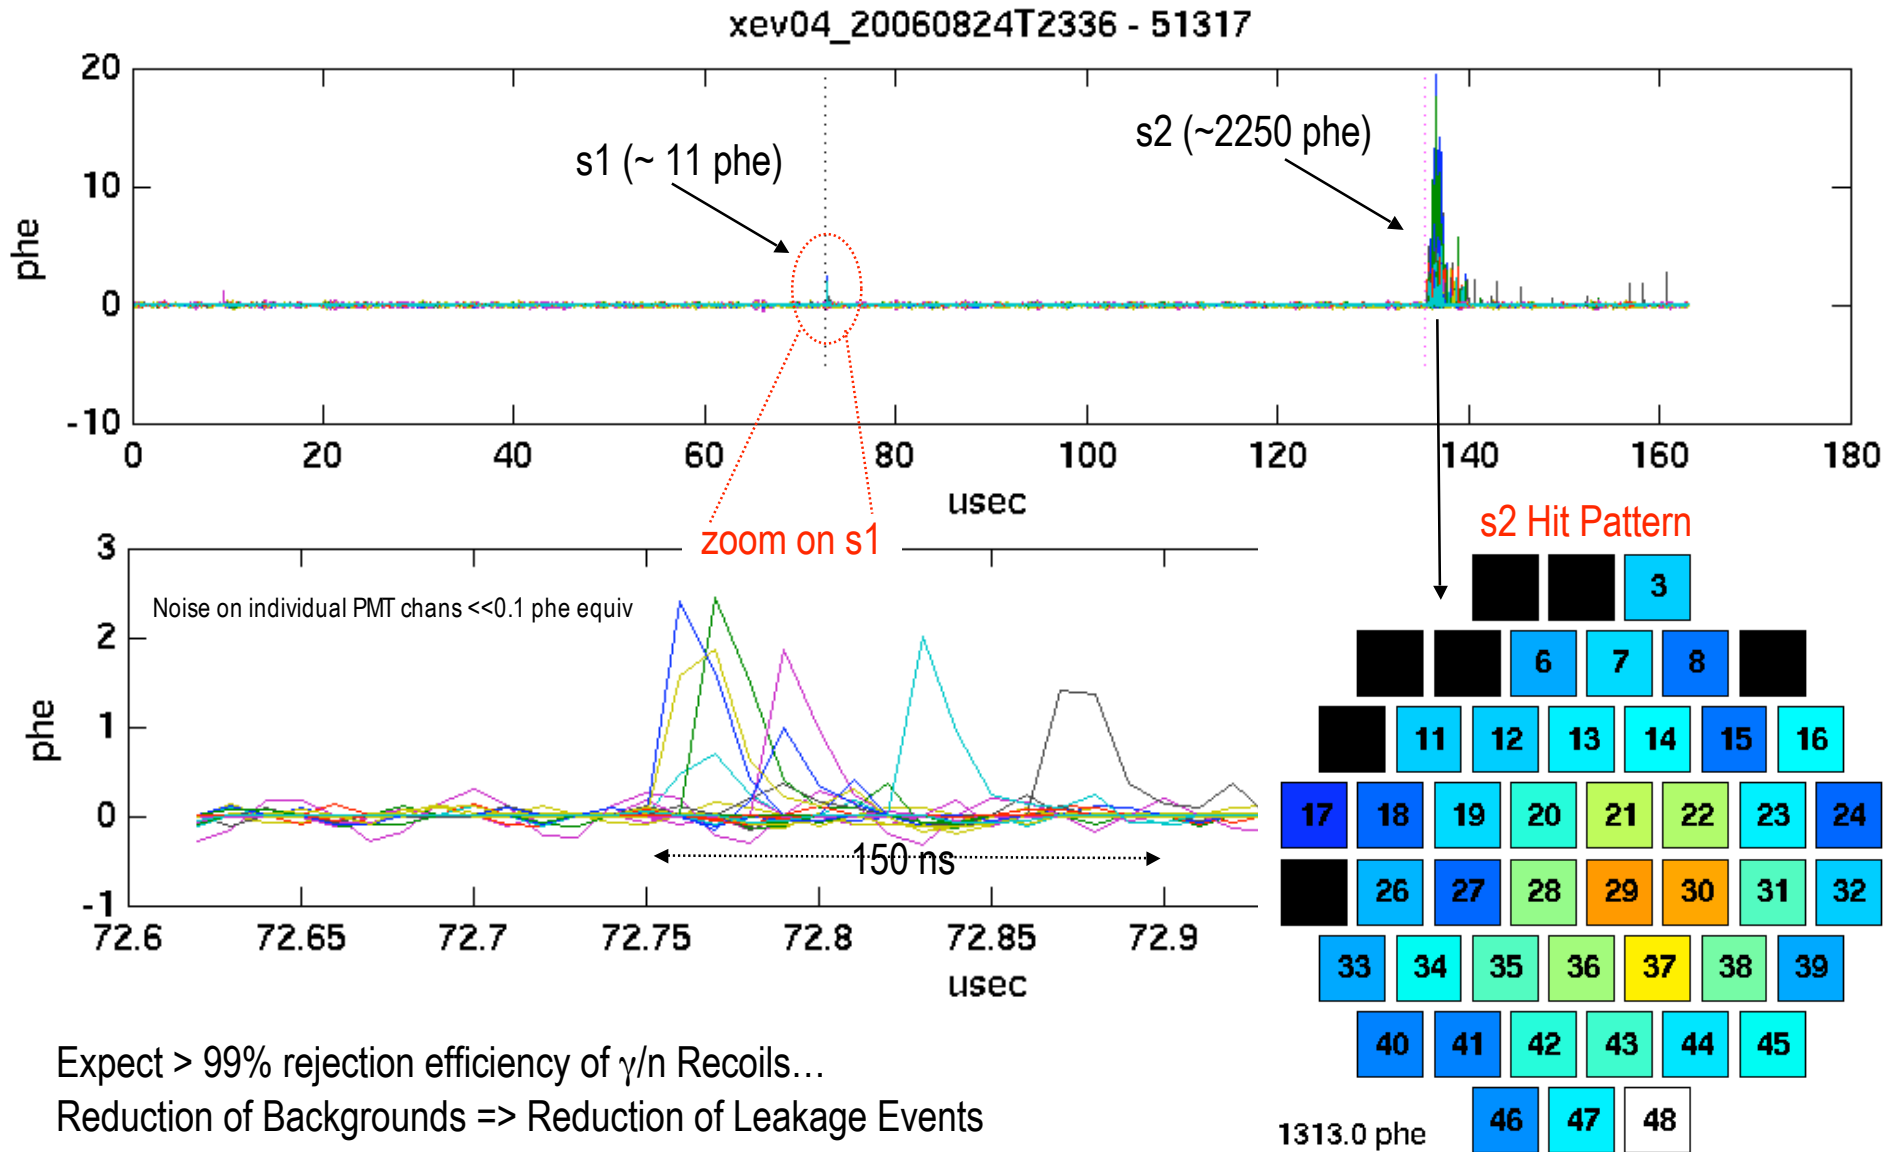 xev04_20060824T2336 - 51317
20
10
0
-10
phe
s1 (~ 11 phe)
s2 (~2250 phe)
0 20 40 60 80 100 120 140 160 180
usec
zoom on s1
s2 Hit Pattern
3
2
1
0
-1
phe
Noise on individual PMT chans <<0.1 phe equiv
150 ns
72.6 72.65 72.7 72.75 72.8 72.85 72.9
usec
3
6 7 8
11 12 13 14 15 16
17 18 19 20 21 22 23 24
26 27 28 29 30 31 32
33 34 35 36 37 38 39
40 41 42 43 44 45
46 47 48
1313.0 phe
Expect > 99% rejection efficiency of γ/n Recoils…
Reduction of Backgrounds => Reduction of Leakage Events